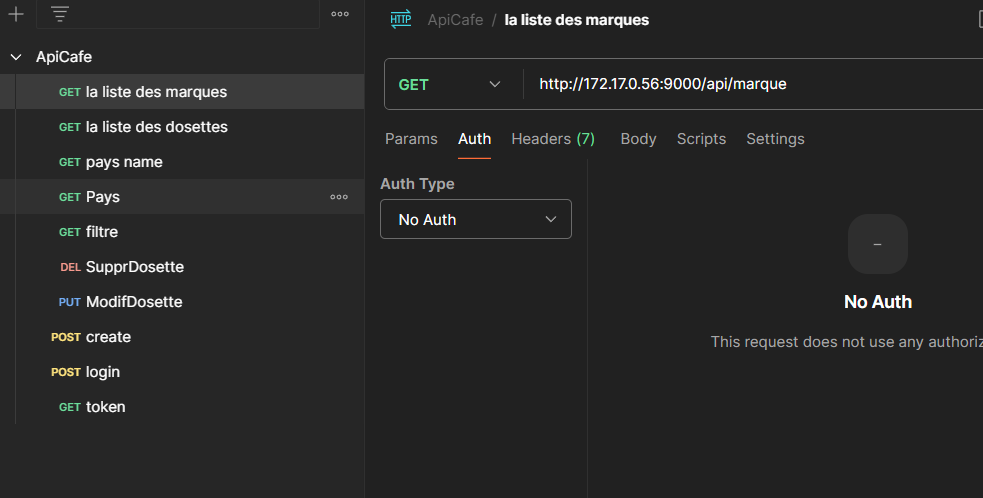 ApiCafe
GET la liste des marques
GET la liste des dosettes
GET pays name
GET Pays
GET filtre
DEL SupprDosette
PUT ModifDosette
POST create
POST login
GET token
HTTP ApiCafe / la liste des marques
GET http://172.17.0.56:9000/api/marque
Params Auth Headers (7) Body Scripts Settings
Auth Type
No Auth
No Auth
This request does not use any authoriz